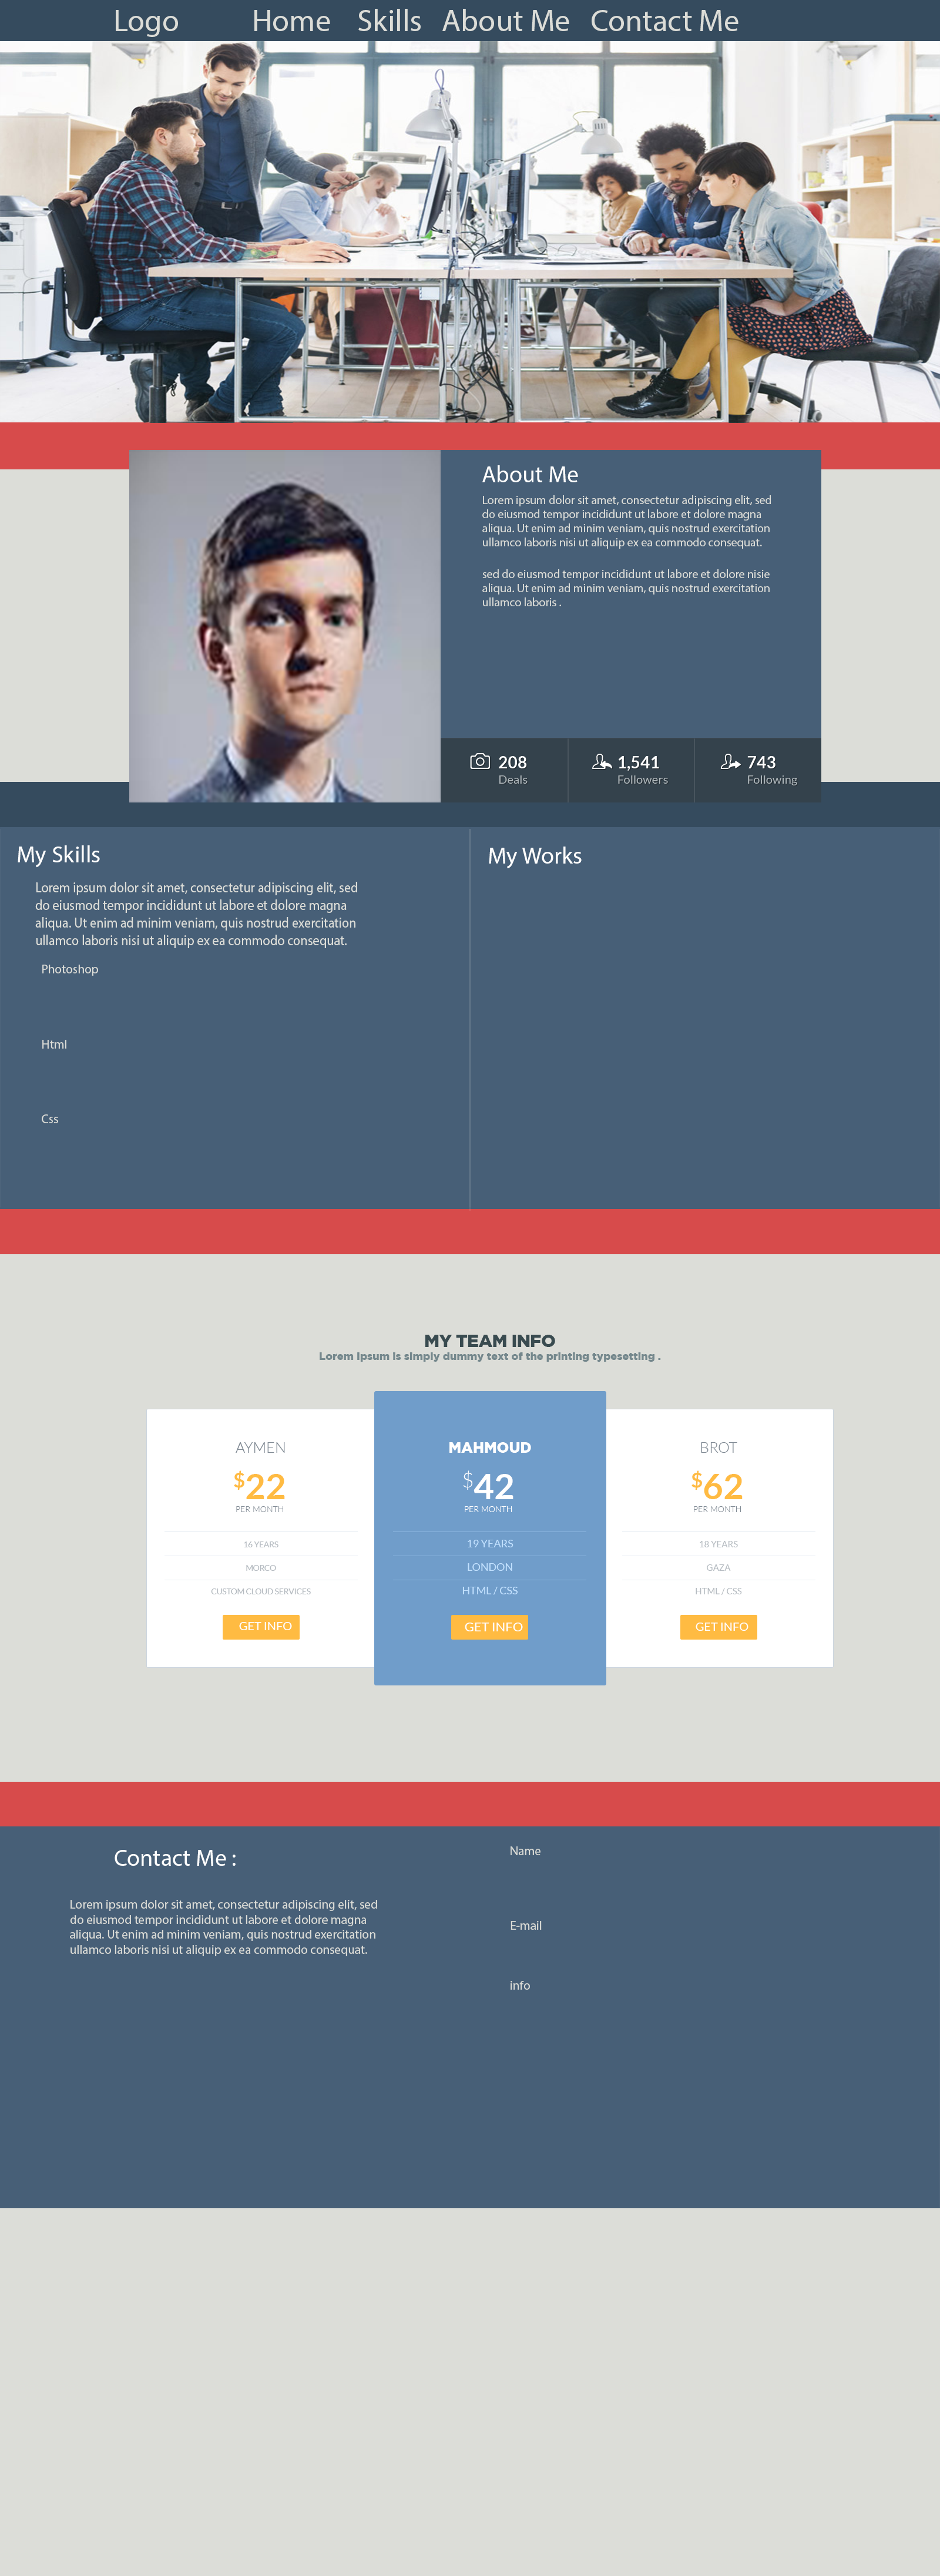 Logo Home Skills About Me Contact Me
About Me
Lorem ipsum dolor sit amet, consectetur adipiscing elit, sed
do eiusmod tempor incididunt ut labore et dolore magna
aliqua. Ut enim ad minim veniam, quis nostrud exercitation
ullamco laboris nisi ut aliquip ex ea commodo consequat.
sed do eiusmod tempor incididunt ut labore et dolore nisie
aliqua. Ut enim ad minim veniam, quis nostrud exercitation
ullamco laboris .
208
Deals
1,541
Followers
743
Following
My Skills
Lorem ipsum dolor sit amet, consectetur adipiscing elit, sed
do eiusmod tempor incididunt ut labore et dolore magna
aliqua. Ut enim ad minim veniam, quis nostrud exercitation
ullamco laboris nisi ut aliquip ex ea commodo consequat.
Photoshop
Html
Css
My Works
MY TEAM INFO
Lorem Ipsum is simply dummy text of the printing typesetting .
AYMEN
$22
PER MONTH
16 YEARS
MORCO
CUSTOM CLOUD SERVICES
GET INFO
MAHMOUD
$42
PER MONTH
19 YEARS
LONDON
HTML / CSS
GET INFO
BROT
$62
PER MONTH
18 YEARS
GAZA
HTML / CSS
GET INFO
Contact Me :
Lorem ipsum dolor sit amet, consectetur adipiscing elit, sed
do eiusmod tempor incididunt ut labore et dolore magna
aliqua. Ut enim ad minim veniam, quis nostrud exercitation
ullamco laboris nisi ut aliquip ex ea commodo consequat.
Name
E-mail
info